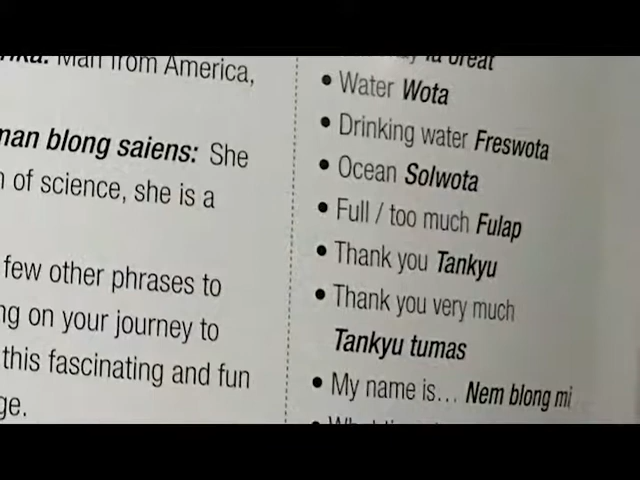 Man from America,
man blong saiens: She
of science, she is a
few other phrases to
on your journey to
this fascinating and fun
• Water Wota
• Drinking water Freswota
• Ocean Solwota
• Full / too much Fulap
• Thank you Tankyu
• Thank you very much
Tankyu tumas
• My name is... Nem blong mi